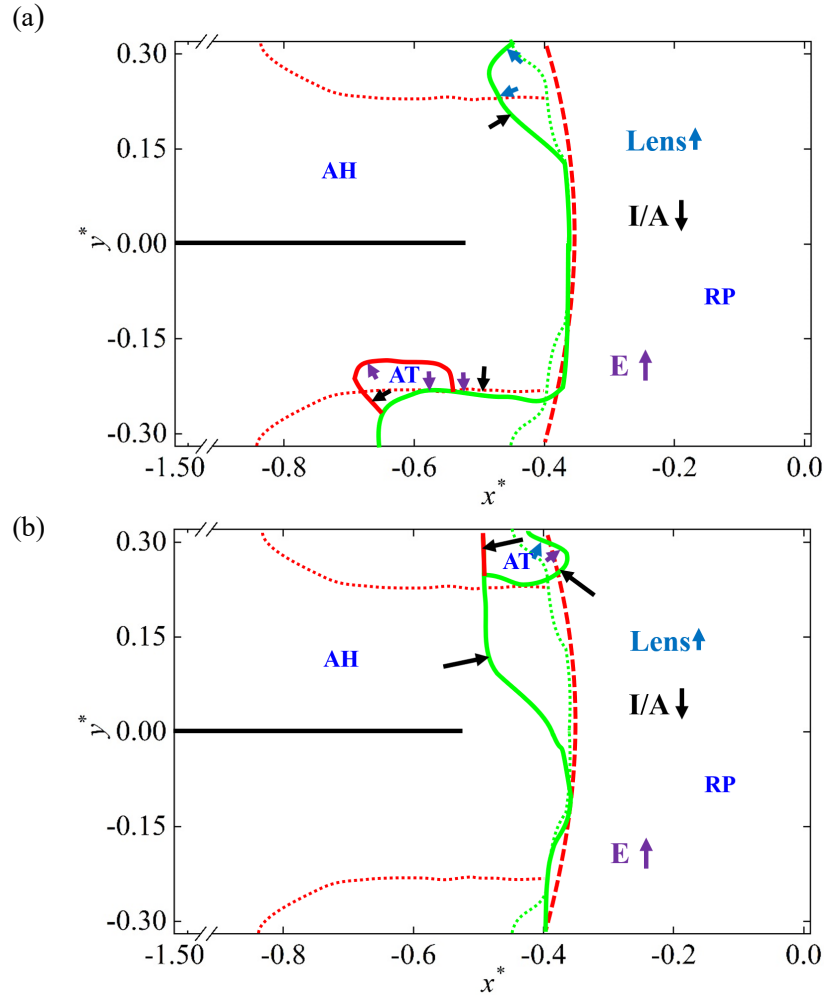 (a)
0.30
0.15
0.00
-0.15
-0.30
y*
AH
Lens
I/A
RP
E
AT
-1.50
-0.8
-0.6
-0.4
-0.2
0.0
x*
(b)
0.30
0.15
0.00
-0.15
-0.30
y*
AT
AH
Lens
I/A
RP
E
-1.50
-0.8
-0.6
-0.4
-0.2
0.0
x*